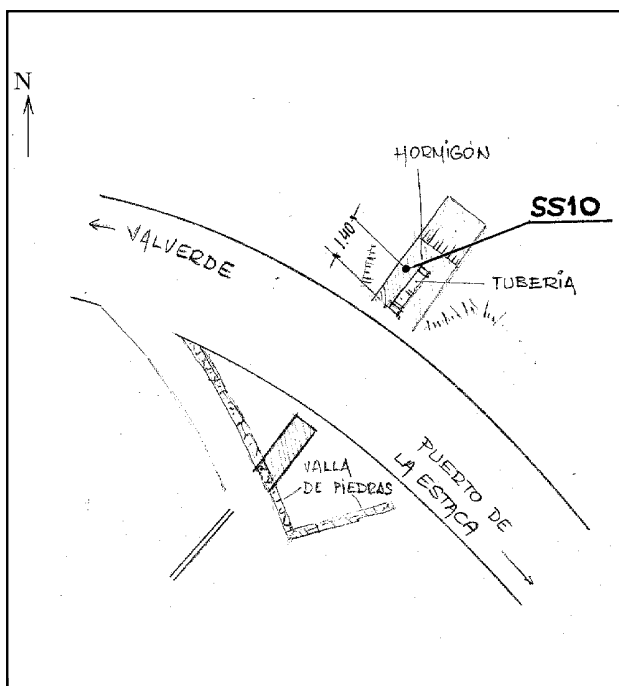 N
HORMIGÓN
SS10
1.40
VALVERDE
TUBERÍA
VALLA
DE PIEDRAS
PUERTO DE
LA ESTACA